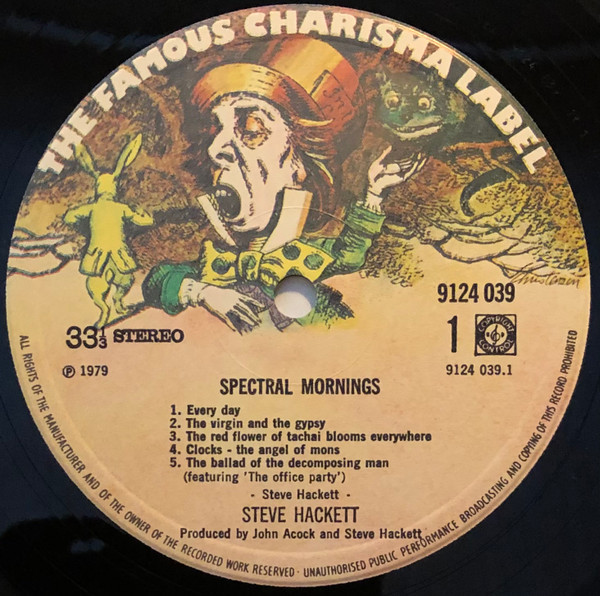 THE FAMOUS CHARISMA LABEL
9124 039
33⅓ STEREO
1
COPYRIGHT CONTROL
℗ 1979
9124 039.1
SPECTRAL MORNINGS
1. Every day
2. The virgin and the gypsy
3. The red flower of tachai blooms everywhere
4. Clocks - the angel of mons
5. The ballad of the decomposing man
(featuring 'The office party')
- Steve Hackett -
STEVE HACKETT
Produced by John Acock and Steve Hackett
ALL RIGHTS OF THE MANUFACTURER AND OF THE OWNER OF THE RECORDED WORK RESERVED · UNAUTHORISED PUBLIC PERFORMANCE BROADCASTING AND COPYING OF THIS RECORD PROHIBITED